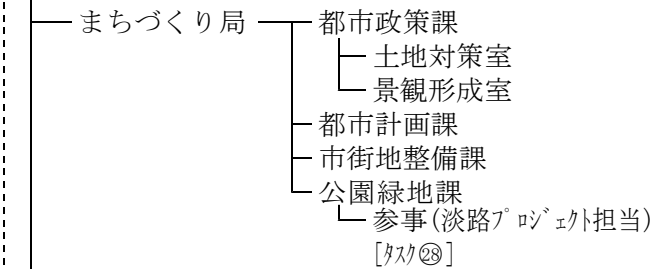 まちづくり局 都市政策課
土地対策室
景観形成室
都市計画課
市街地整備課
公園緑地課
参事(淡路ﾌﾟﾛｼﾞｪｸﾄ担当)
[ﾀｽｸ㉘]